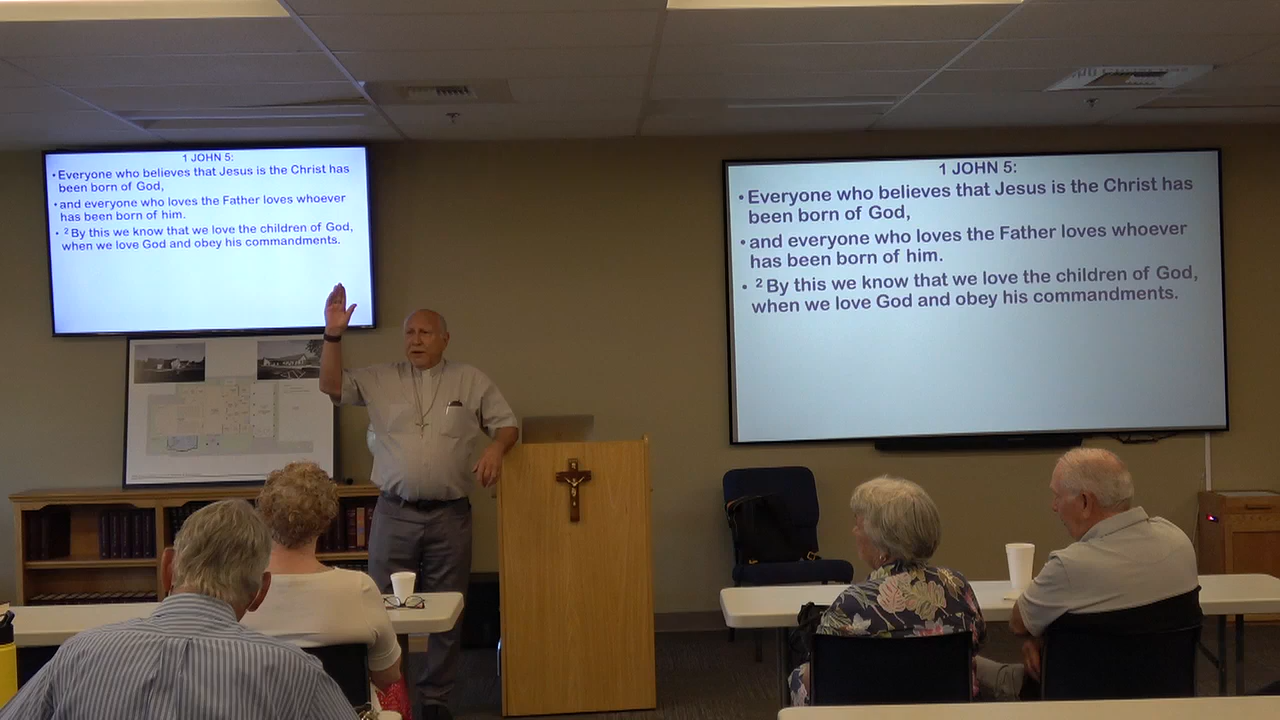 1 JOHN 5:
• Everyone who believes that Jesus is the Christ has
been born of God,
• and everyone who loves the Father loves whoever
has been born of him.
• ² By this we know that we love the children of God,
when we love God and obey his commandments.
1 JOHN 5:
• Everyone who believes that Jesus is the Christ has
been born of God,
• and everyone who loves the Father loves whoever
has been born of him.
• ² By this we know that we love the children of God,
when we love God and obey his commandments.